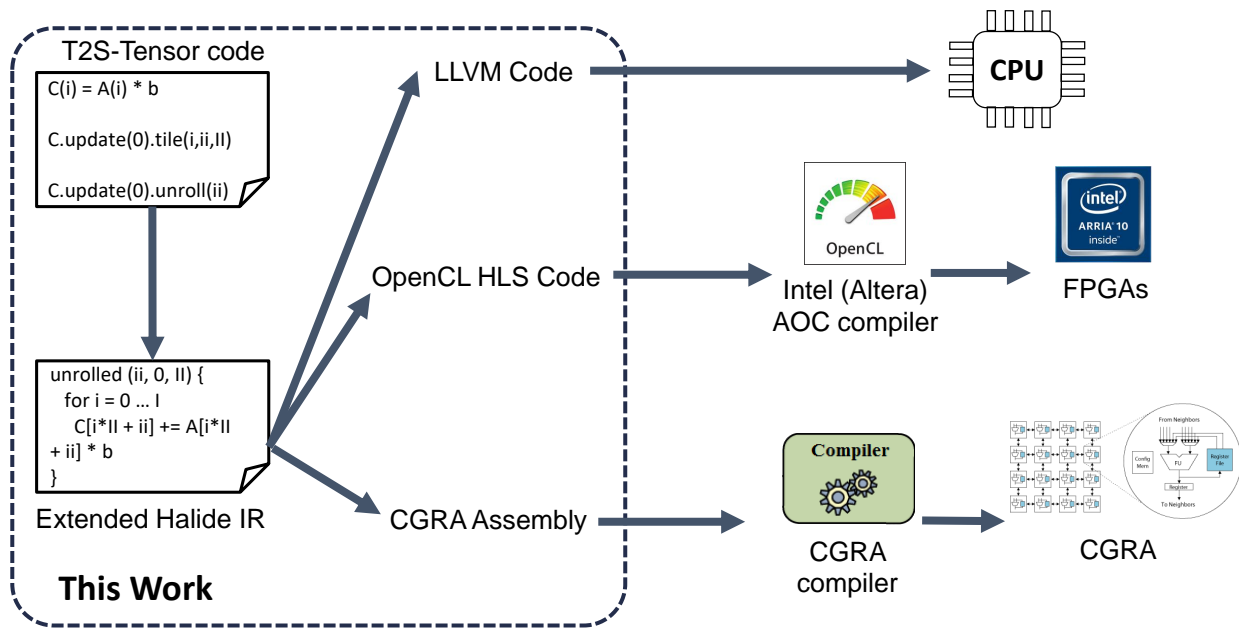 T2S-Tensor code
C(i) = A(i) * b
C.update(0).tile(i,ii,II)
C.update(0).unroll(ii)
unrolled (ii, 0, II) {
for i = 0 ... I
C[i*II + ii] += A[i*II
+ ii] * b
}
Extended Halide IR
This Work
LLVM Code
CPU
OpenCL HLS Code
OpenCL
Intel (Altera)
AOC compiler
intel
ARRIA® 10
inside™
FPGAs
CGRA Assembly
Compiler
CGRA
compiler
From Neighbors
Config
Mem
FU
Register
File
Register
To Neighbors
CGRA